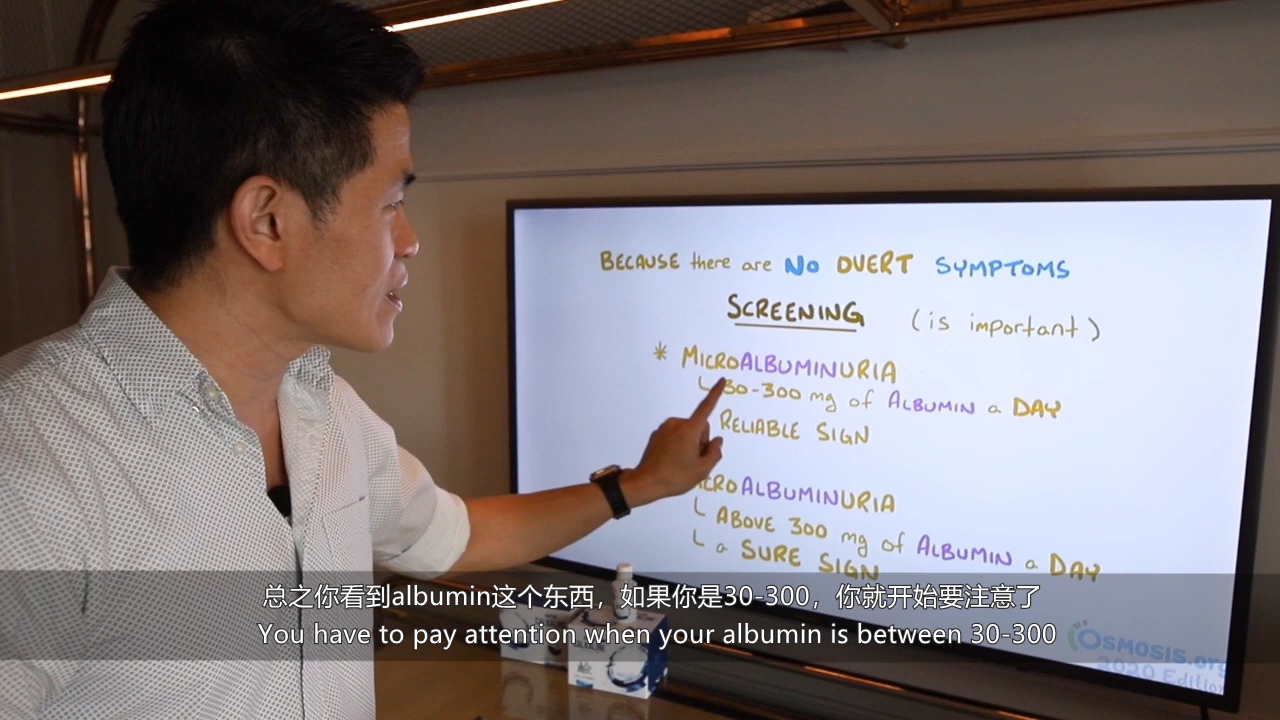 BECAUSE there are NO OVERT SYMPTOMS
SCREENING (is important)
* MICROALBUMINURIA
30-300 mg of ALBUMIN a DAY
RELIABLE SIGN
CROALBUMINURIA
ABOVE 300 mg of ALBUMIN a DAY
a SURE SIGN
总之你看到albumin这个东西，如果你是30-300，你就开始要注意了
You have to pay attention when your albumin is between 30-300
OSMOSIS.org
2020 Edition